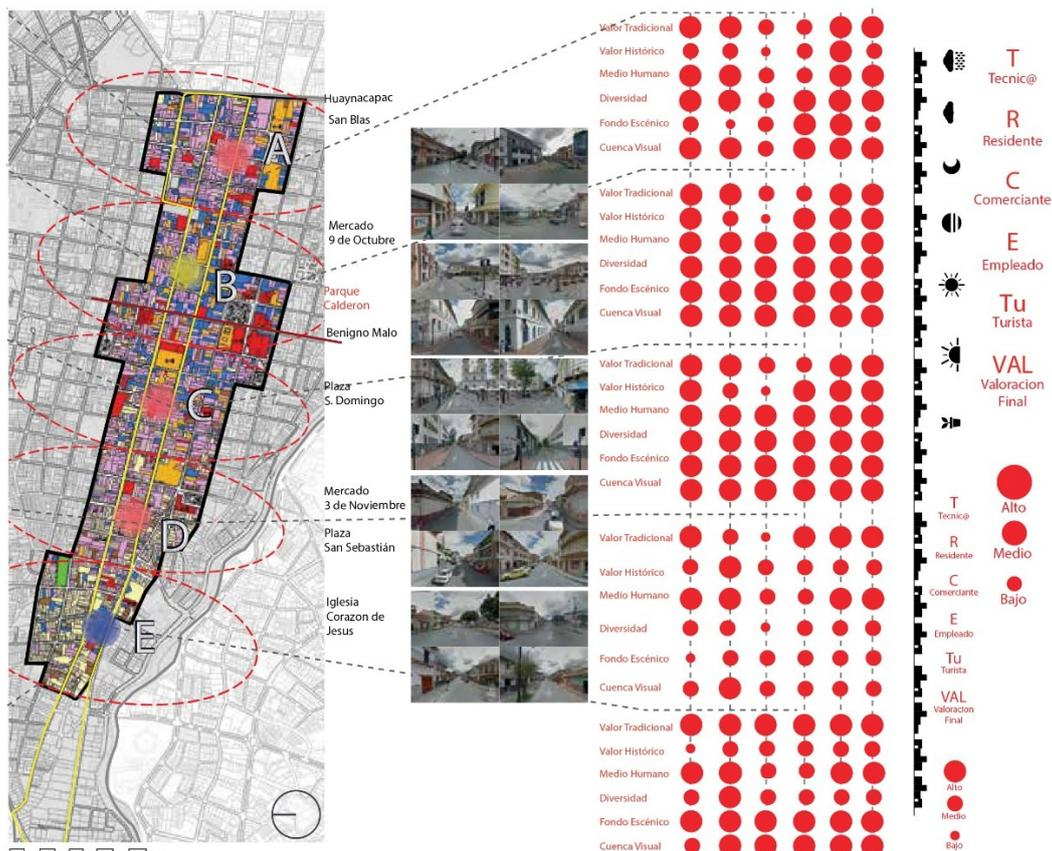 Huaynacapac
San Blas
A
Mercado
9 de Octubre
B
Parque
Calderon
Benigno Malo
Plaza
S. Domingo
C
Mercado
3 de Noviembre
D
Plaza
San Sebastián
Iglesia
Corazon de
Jesus
E
Valor Tradicional
Valor Histórico
Medio Humano
Diversidad
Fondo Escénico
Cuenca Visual
Valor Tradicional
Valor Histórico
Medio Humano
Diversidad
Fondo Escénico
Cuenca Visual
Valor Tradicional
Valor Histórico
Medio Humano
Diversidad
Fondo Escénico
Cuenca Visual
Valor Tradicional
Valor Histórico
Medio Humano
Diversidad
Fondo Escénico
Cuenca Visual
Valor Tradicional
Valor Histórico
Medio Humano
Diversidad
Fondo Escénico
Cuenca Visual
T
Tecnic@
R
Residente
C
Comerciante
E
Empleado
Tu
Turista
VAL
Valoracion
Final
Alto
Medio
Bajo
T
Tecnic@
R
Residente
C
Comerciante
E
Empleado
Tu
Turista
VAL
Valoracion
Final
Alto
Medio
Bajo